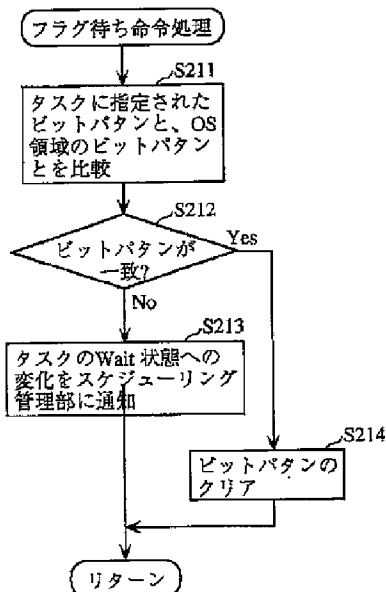 フラグ待ち命令処理
S211
タスクに指定された
ビットパタンと、OS
領域のビットパタン
とを比較
S212
ビットパタンが
一致?
Yes
No
S213
タスクのWait 状態への
変化をスケジューリング
管理部に通知
S214
ビットパタンの
クリア
リターン